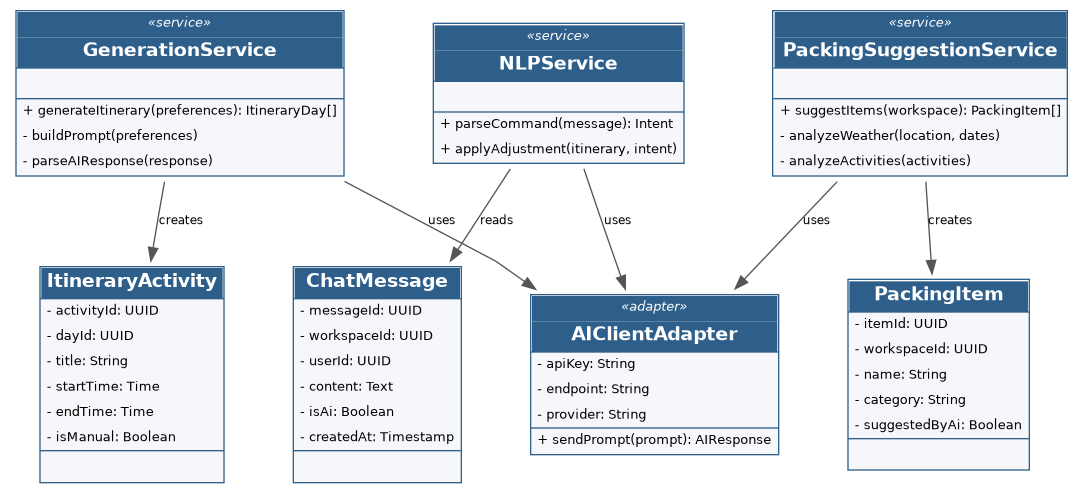 «service»
GenerationService
+ generateItinerary(preferences): ItineraryDay[]
- buildPrompt(preferences)
- parseAIResponse(response)
«service»
NLPService
+ parseCommand(message): Intent
+ applyAdjustment(itinerary, intent)
«service»
PackingSuggestionService
+ suggestItems(workspace): PackingItem[]
- analyzeWeather(location, dates)
- analyzeActivities(activities)
creates
uses
reads
uses
uses
creates
ItineraryActivity
- activityId: UUID
- dayId: UUID
- title: String
- startTime: Time
- endTime: Time
- isManual: Boolean
ChatMessage
- messageId: UUID
- workspaceId: UUID
- userId: UUID
- content: Text
- isAi: Boolean
- createdAt: Timestamp
«adapter»
AIClientAdapter
- apiKey: String
- endpoint: String
- provider: String
+ sendPrompt(prompt): AIResponse
PackingItem
- itemId: UUID
- workspaceId: UUID
- name: String
- category: String
- suggestedByAi: Boolean